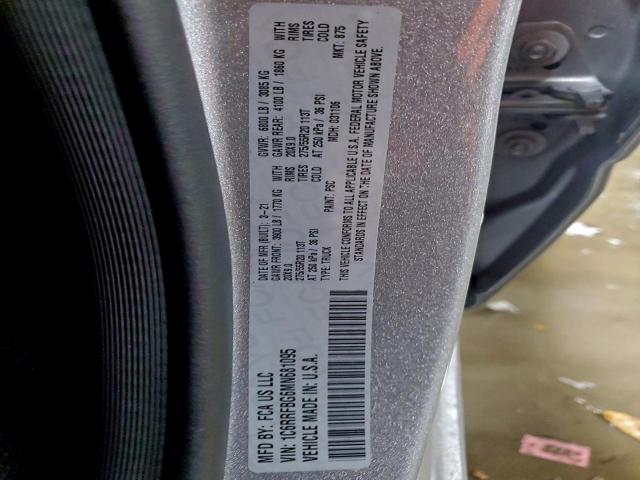 MFD BY: FCA US LLC
DATE OF MFR (BUILT): 3-21
GVWR: 6800 LB / 3085 KG
GAWR FRONT: 3900 LB / 1770 KG WITH
GAWR REAR: 4100 LB / 1860 KG WITH
20X9.0 RIMS
20X9.0 RIMS
275/55R20 113T TIRES
275/55R20 113T TIRES
AT 250 kPa / 36 PSI COLD
AT 250 kPa / 36 PSI COLD
VIN: 1C6RRFBG6MN681095
TYPE: TRUCK
PAINT: PSC
MDH: 031106
MKT: 875
VEHICLE MADE IN: U.S.A.
THIS VEHICLE CONFORMS TO ALL APPLICABLE U.S.A. FEDERAL MOTOR VEHICLE SAFETY
STANDARDS IN EFFECT ON THE DATE OF MANUFACTURE SHOWN ABOVE.